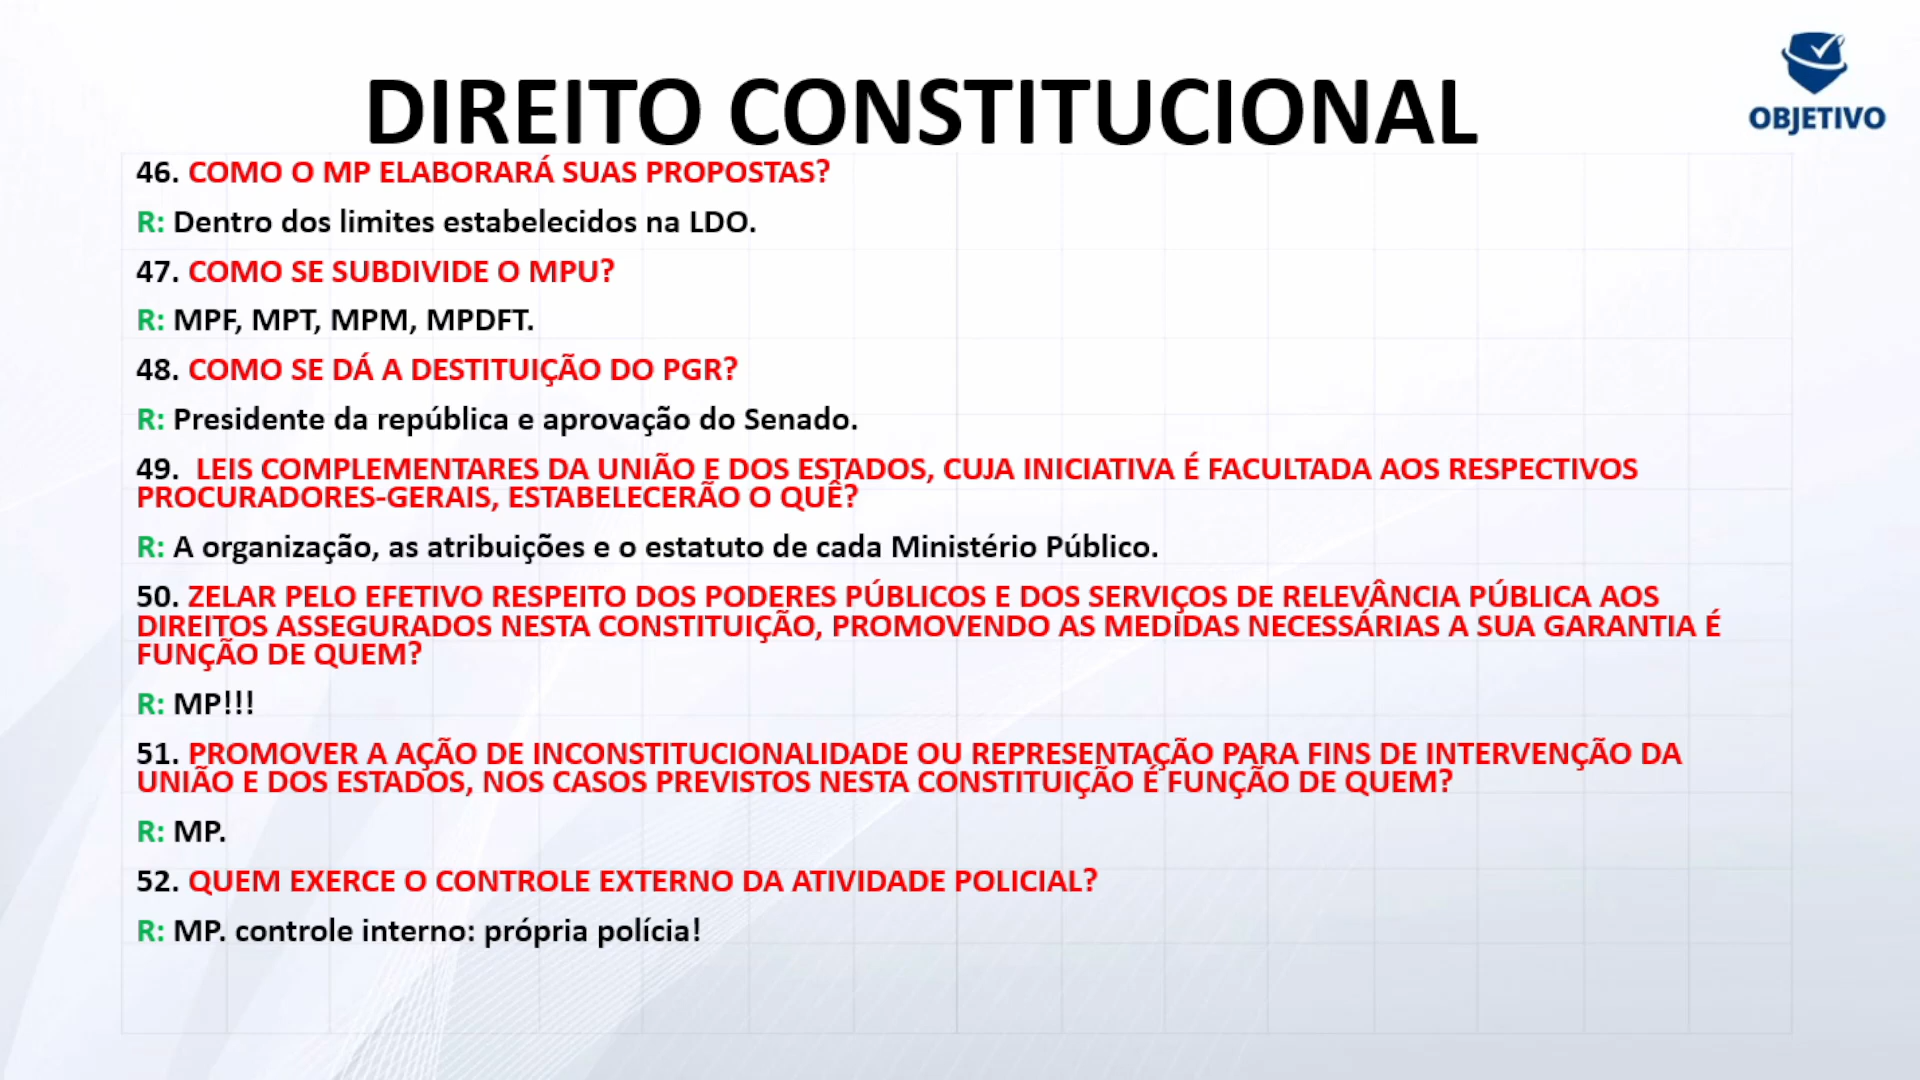 DIREITO CONSTITUCIONAL
OBJETIVO
46. COMO O MP ELABORARÁ SUAS PROPOSTAS?
R: Dentro dos limites estabelecidos na LDO.
47. COMO SE SUBDIVIDE O MPU?
R: MPF, MPT, MPM, MPDFT.
48. COMO SE DÁ A DESTITUIÇÃO DO PGR?
R: Presidente da república e aprovação do Senado.
49. LEIS COMPLEMENTARES DA UNIÃO E DOS ESTADOS, CUJA INICIATIVA É FACULTADA AOS RESPECTIVOS
PROCURADORES-GERAIS, ESTABELECERÃO O QUÊ?
R: A organização, as atribuições e o estatuto de cada Ministério Público.
50. ZELAR PELO EFETIVO RESPEITO DOS PODERES PÚBLICOS E DOS SERVIÇOS DE RELEVÂNCIA PÚBLICA AOS
DIREITOS ASSEGURADOS NESTA CONSTITUIÇÃO, PROMOVENDO AS MEDIDAS NECESSÁRIAS A SUA GARANTIA É
FUNÇÃO DE QUEM?
R: MP!!!
51. PROMOVER A AÇÃO DE INCONSTITUCIONALIDADE OU REPRESENTAÇÃO PARA FINS DE INTERVENÇÃO DA
UNIÃO E DOS ESTADOS, NOS CASOS PREVISTOS NESTA CONSTITUIÇÃO É FUNÇÃO DE QUEM?
R: MP.
52. QUEM EXERCE O CONTROLE EXTERNO DA ATIVIDADE POLICIAL?
R: MP. controle interno: própria polícia!